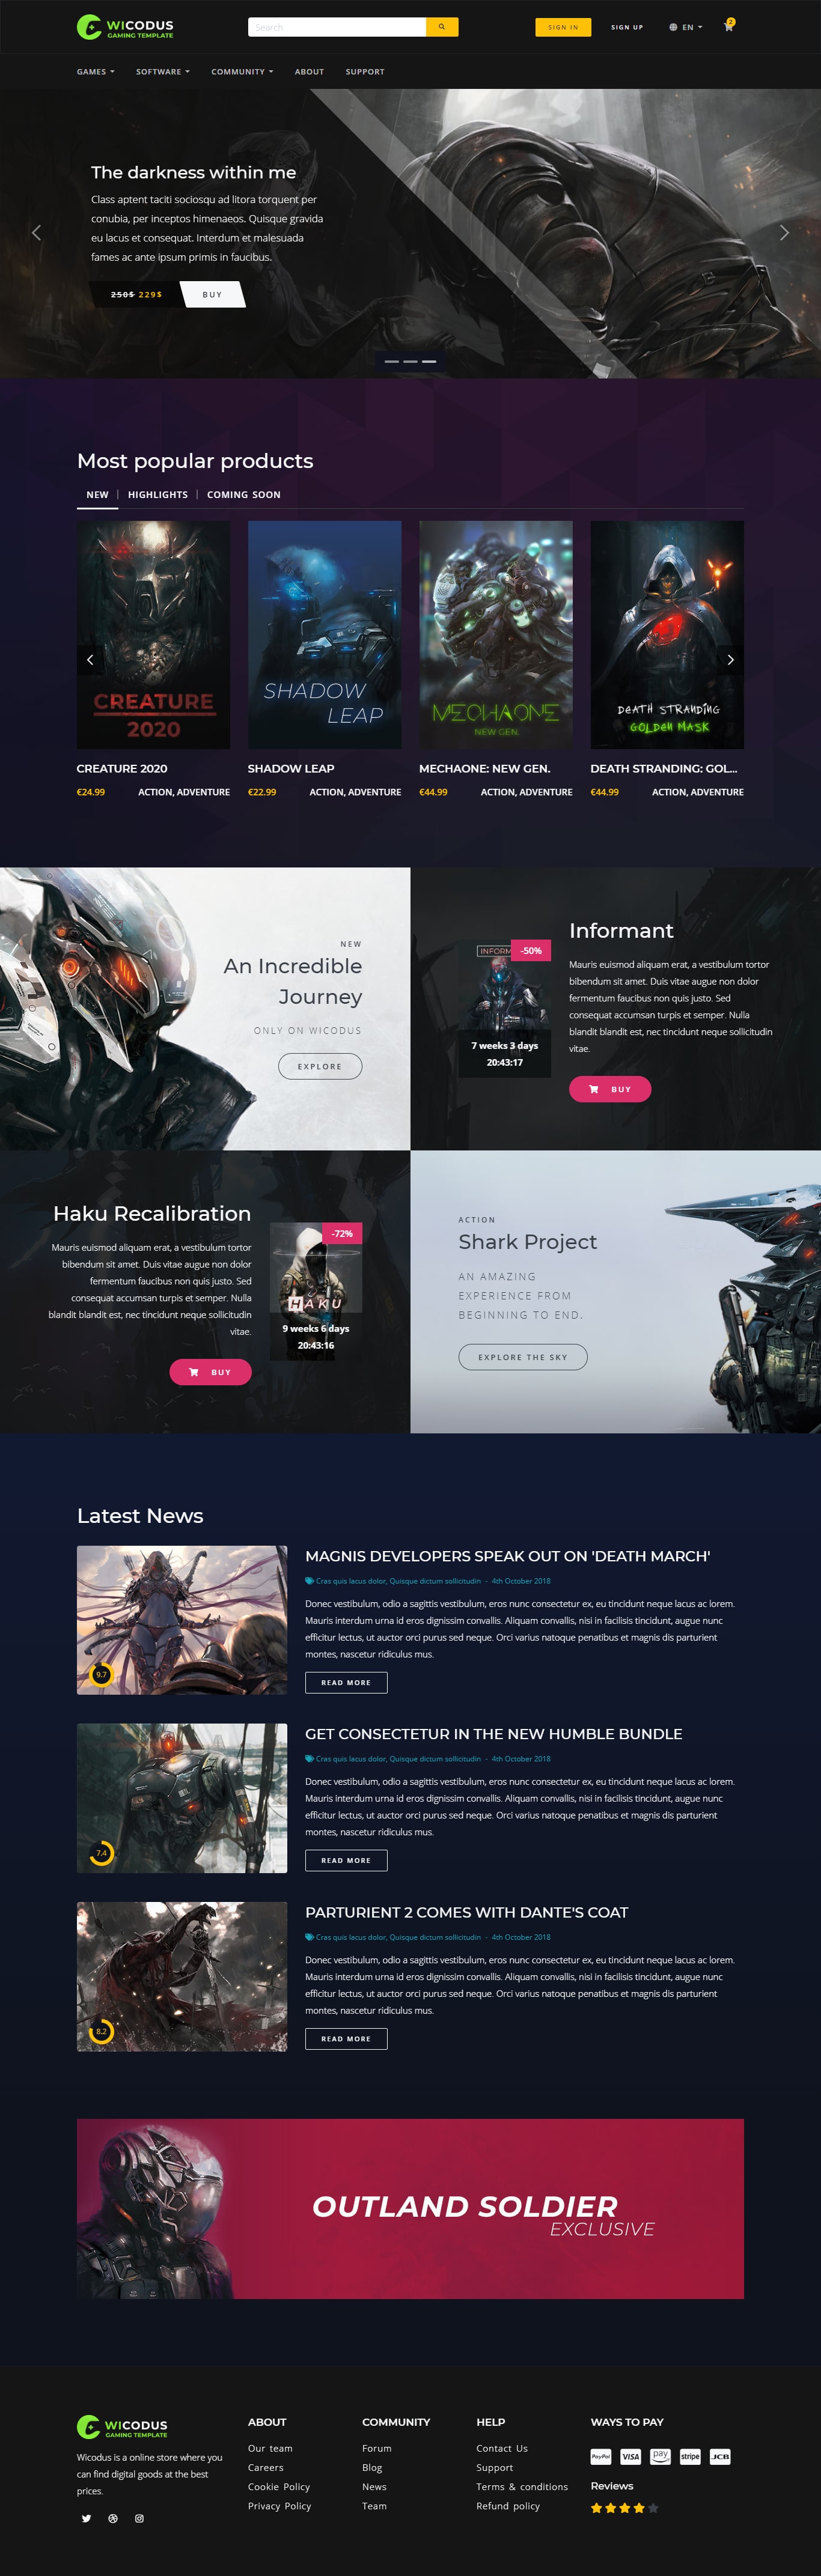 WICODUS
GAMING TEMPLATE
Search
SIGN IN
SIGN UP
EN
2
GAMES
SOFTWARE
COMMUNITY
ABOUT
SUPPORT
The darkness within me
Class aptent taciti sociosqu ad litora torquent per
conubia, per inceptos himenaeos. Quisque gravida
eu lacus et consequat. Interdum et malesuada
fames ac ante ipsum primis in faucibus.
250$ 229$
BUY
Most popular products
NEW
HIGHLIGHTS
COMING SOON
CREATURE
2020
SHADOW
LEAP
MECHAONE
NEW GEN.
DEATH STRANDING
GOLDEN MASK
CREATURE 2020
€24.99
ACTION, ADVENTURE
SHADOW LEAP
€22.99
ACTION, ADVENTURE
MECHAONE: NEW GEN.
€44.99
ACTION, ADVENTURE
DEATH STRANDING: GOL...
€44.99
ACTION, ADVENTURE
NEW
An Incredible
Journey
ONLY ON WICODUS
EXPLORE
-50%
7 weeks 3 days
20:43:17
Informant
Mauris euismod aliquam erat, a vestibulum tortor
blandit sit amet. Duis vitae augue non dolor
fermentum faucibus non quis justo. Sed
consequat accumsan turpis et semper. Nulla
blandit blandit est, nec tincidunt neque sollicitudin
vitae.
BUY
Haku Recalibration
Mauris euismod aliquam erat, a vestibulum tortor
bibendum sit amet. Duis vitae augue non dolor
fermentum faucibus non quis justo. Sed
consequat accumsan turpis et semper. Nulla
blandit blandit est, nec tincidunt neque sollicitudin
vitae.
BUY
-72%
HAKU
9 weeks 6 days
20:43:16
ACTION
Shark Project
AN AMAZING
EXPERIENCE FROM
BEGINNING TO END.
EXPLORE THE SKY
Latest News
9.7
MAGNIS DEVELOPERS SPEAK OUT ON 'DEATH MARCH'
Cras quis lacus dolor, Quisque dictum sollicitudin - 4th October 2018
Donec vestibulum, odio a sagittis vestibulum, eros nunc consectetur ex, eu tincidunt neque lacus ac lorem.
Mauris interdum urna id eros dignissim convallis. Aliquam convallis, nisi in facilisis tincidunt, augue nunc
efficitur lectus, ut auctor orci purus sed neque. Orci varius natoque penatibus et magnis dis parturient
montes, nascetur ridiculus mus.
READ MORE
7.4
GET CONSECTETUR IN THE NEW HUMBLE BUNDLE
Cras quis lacus dolor, Quisque dictum sollicitudin - 4th October 2018
Donec vestibulum, odio a sagittis vestibulum, eros nunc consectetur ex, eu tincidunt neque lacus ac lorem.
Mauris interdum urna id eros dignissim convallis. Aliquam convallis, nisi in facilisis tincidunt, augue nunc
efficitur lectus, ut auctor orci purus sed neque. Orci varius natoque penatibus et magnis dis parturient
montes, nascetur ridiculus mus.
READ MORE
8.2
PARTURIENT 2 COMES WITH DANTE'S COAT
Cras quis lacus dolor, Quisque dictum sollicitudin - 4th October 2018
Donec vestibulum, odio a sagittis vestibulum, eros nunc consectetur ex, eu tincidunt neque lacus ac lorem.
Mauris interdum urna id eros dignissim convallis. Aliquam convallis, nisi in facilisis tincidunt, augue nunc
efficitur lectus, ut auctor orci purus sed neque. Orci varius natoque penatibus et magnis dis parturient
montes, nascetur ridiculus mus.
READ MORE
OUTLAND SOLDIER
EXCLUSIVE
WICODUS
GAMING TEMPLATE
Wicodus is a online store where you
can find digital goods at the best
prices.
ABOUT
Our team
Careers
Cookie Policy
Privacy Policy
COMMUNITY
Forum
Blog
News
Team
HELP
Contact Us
Support
Terms & conditions
Refund policy
WAYS TO PAY
PayPal
VISA
pay
stripe
JCB
Reviews